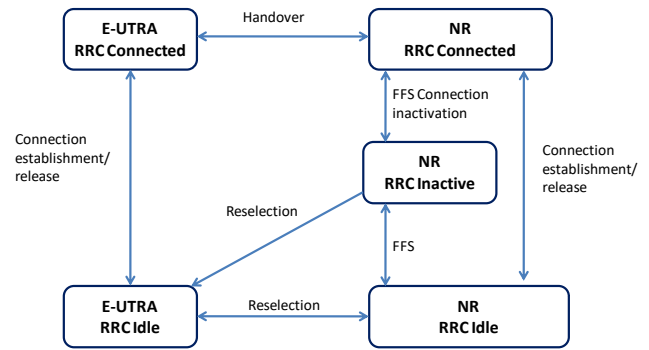 E-UTRA
RRC Connected
Handover
NR
RRC Connected
FFS Connection
inactivation
Connection
establishment/
release
NR
RRC Inactive
Connection
establishment/
release
Reselection
FFS
E-UTRA
RRC Idle
Reselection
NR
RRC Idle